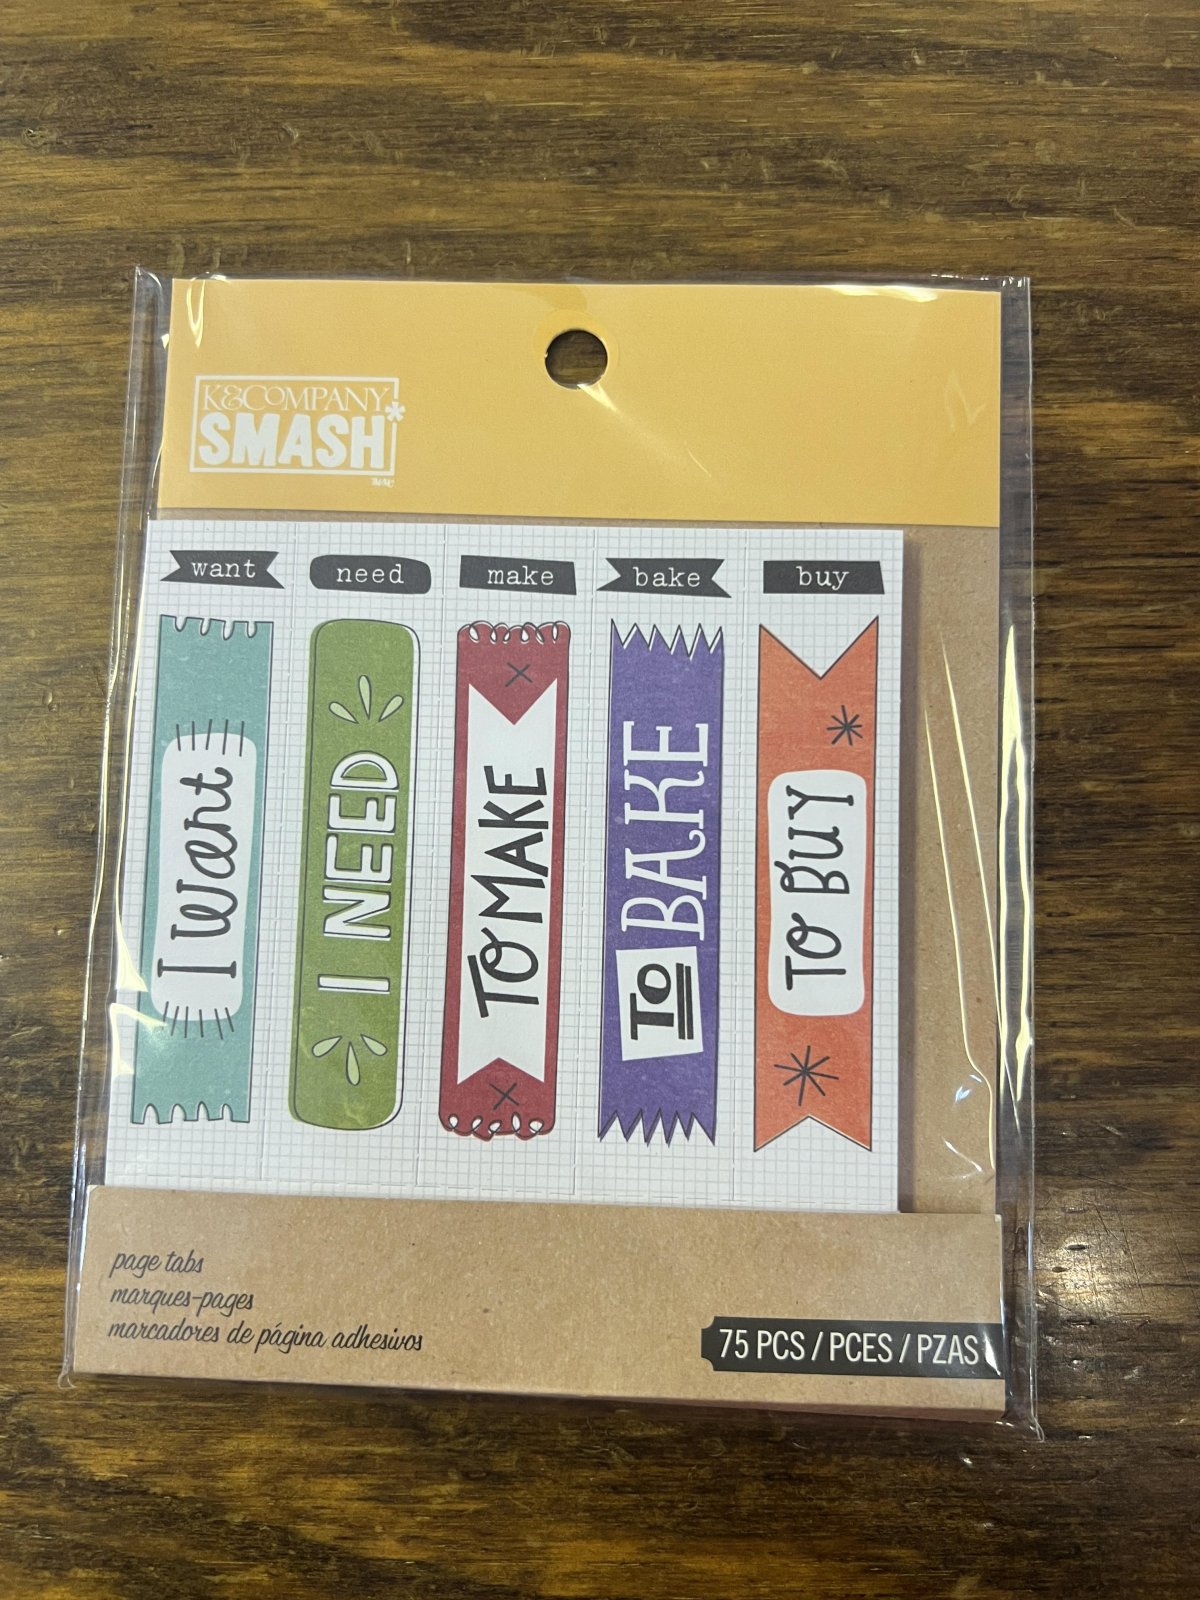 K&COMPANY
SMASH*
want need make bake buy
I Want
I NEED
TO MAKE
TO BAKE
TO BUY
page tabs
marques-pages
marcadores de página adhesivos
75 PCS / PCES / PZAS